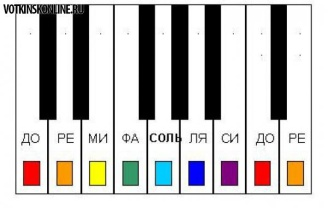 VOTKINSKONLINE.RU
ДО РЕ МИ ФА СОЛЬ ЛЯ СИ ДО РЕ